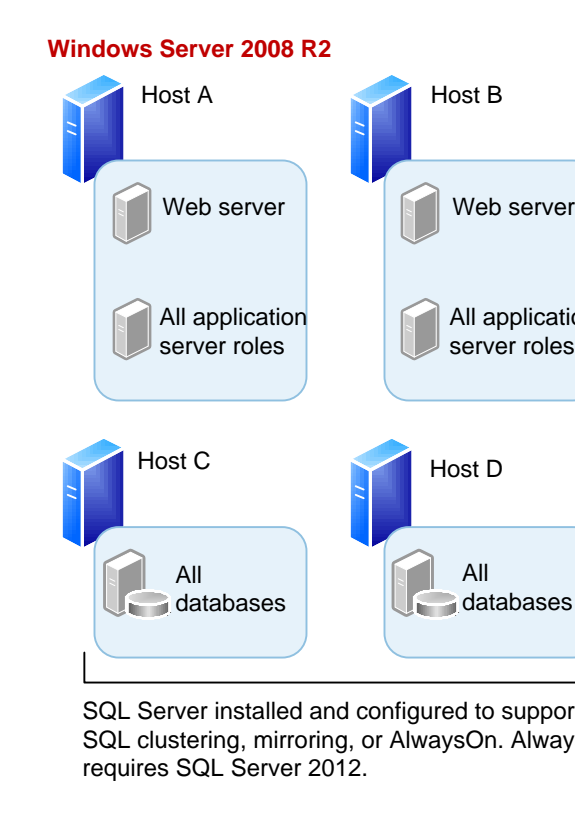 Windows Server 2008 R2
Host A
Host B
Web server
Web server
All application
server roles
All applicatio
server roles
Host C
Host D
All
databases
All
databases
SQL Server installed and configured to suppor
SQL clustering, mirroring, or AlwaysOn. Alway
requires SQL Server 2012.